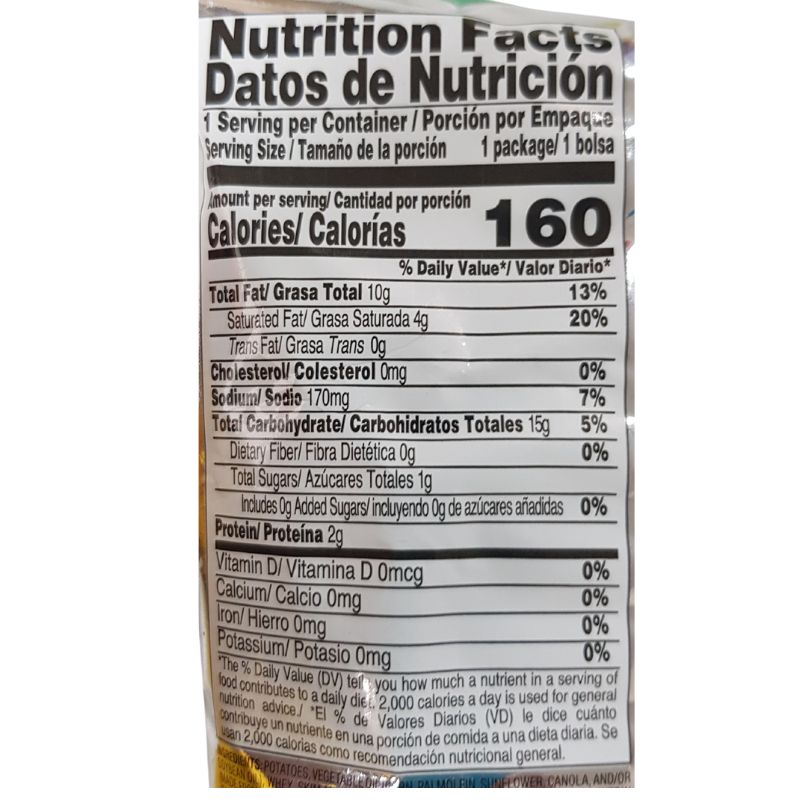 Nutrition Facts
Datos de Nutrición
1 Serving per Container / Porción por Empaque
Serving Size / Tamaño de la porción 1 package/ 1 bolsa
Amount per serving/ Cantidad por porción
Calories/ Calorías 160
% Daily Value*/ Valor Diario*
Total Fat/ Grasa Total 10g 13%
Saturated Fat/ Grasa Saturada 4g 20%
Trans Fat/ Grasa Trans 0g
Cholesterol/ Colesterol 0mg 0%
Sodium/ Sodio 170mg 7%
Total Carbohydrate/ Carbohidratos Totales 15g 5%
Dietary Fiber/ Fibra Dietética 0g 0%
Total Sugars/ Azúcares Totales 1g
Includes 0g Added Sugars/ incluyendo 0g de azúcares añadidas 0%
Protein/ Proteína 2g
Vitamin D/ Vitamina D 0mcg 0%
Calcium/ Calcio 0mg 0%
Iron/ Hierro 0mg 0%
Potassium/ Potasio 0mg 0%
*The % Daily Value (DV) tells you how much a nutrient in a serving of
food contributes to a daily diet. 2,000 calories a day is used for general
nutrition advice./ *El % de Valores Diarios (VD) le dice cuánto
contribuye un nutriente en una porción de comida a una dieta diaria. Se
usan 2,000 calorías como recomendación nutricional general.
INGREDIENTS: POTATOES, VEGETABLE OIL PALMOLEIN, SUNFLOWER, CANOLA, AND/OR
SOYBEAN OIL WHEY, SKIM